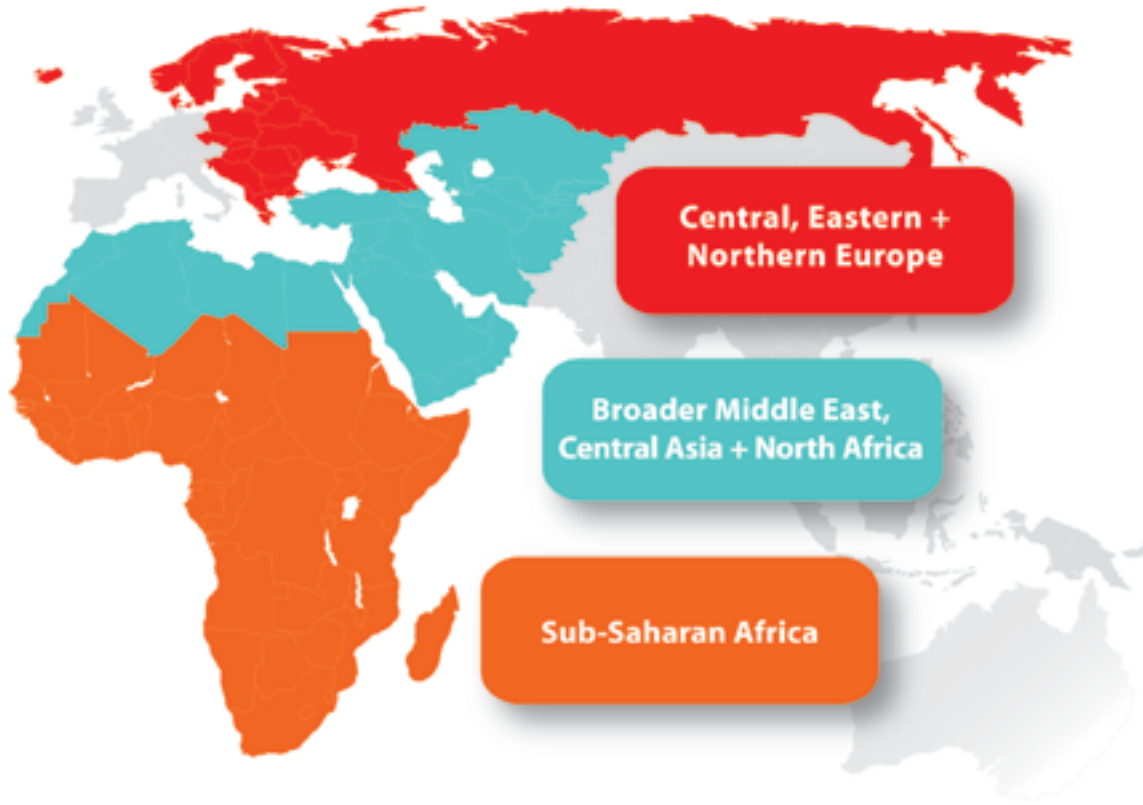 Central, Eastern +
Northern Europe
Broader Middle East,
Central Asia + North Africa
Sub-Saharan Africa